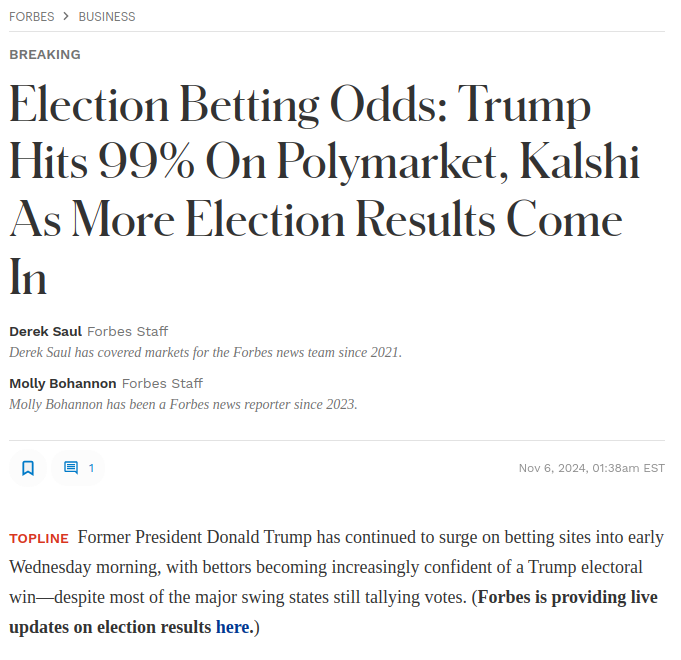 FORBES > BUSINESS
BREAKING
Election Betting Odds: Trump
Hits 99% On Polymarket, Kalshi
As More Election Results Come
In
Derek Saul Forbes Staff
Derek Saul has covered markets for the Forbes news team since 2021.
Molly Bohannon Forbes Staff
Molly Bohannon has been a Forbes news reporter since 2023.
1
Nov 6, 2024, 01:38am EST
TOPLINE Former President Donald Trump has continued to surge on betting sites into early
Wednesday morning, with bettors becoming increasingly confident of a Trump electoral
win—despite most of the major swing states still tallying votes. (Forbes is providing live
updates on election results here.)